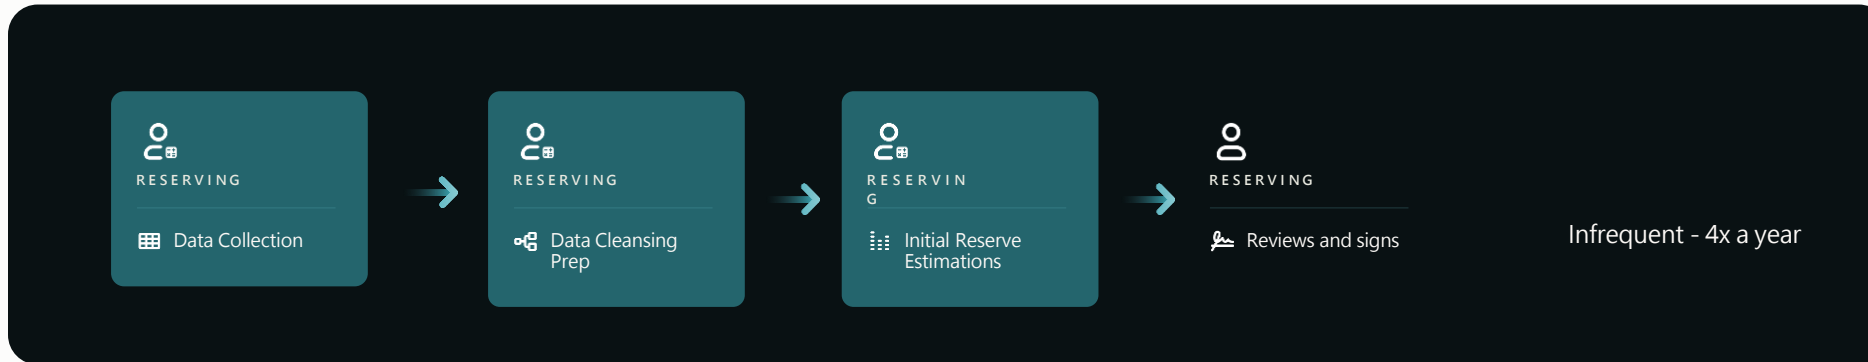 RESERVING
Data Collection
RESERVING
Data Cleansing
Prep
RESERVIN
G
Initial Reserve
Estimations
RESERVING
Reviews and signs
Infrequent - 4x a year